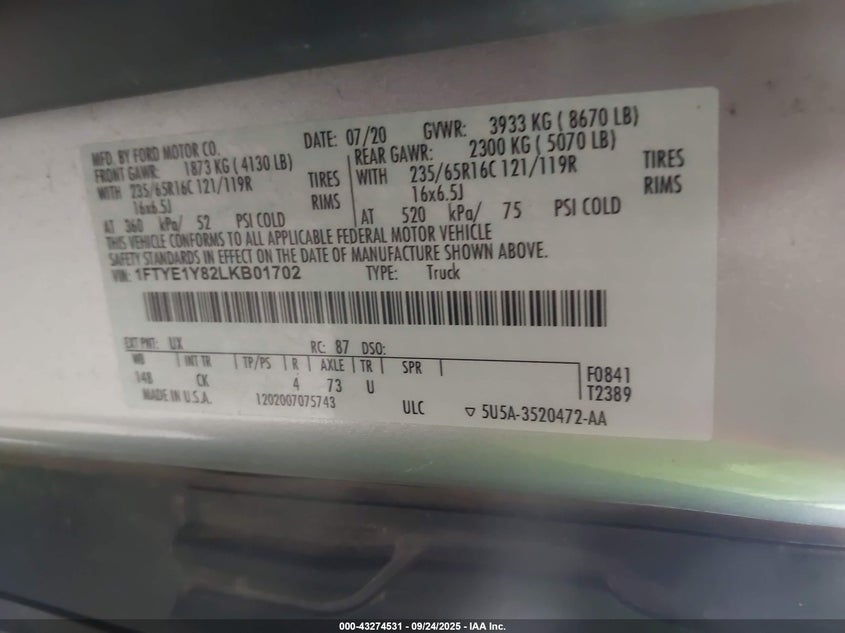 MFD. BY FORD MOTOR CO. DATE: 07/20 GVWR: 3933 KG ( 8670 LB)
FRONT GAWR: 1873 KG ( 4130 LB) REAR GAWR: 2300 KG ( 5070 LB)
WITH 235/65R16C 121/119R TIRES WITH 235/65R16C 121/119R TIRES
16x6.5J RIMS 16x6.5J RIMS
AT 360 kPa/ 52 PSI COLD AT 520 kPa/ 75 PSI COLD
THIS VEHICLE CONFORMS TO ALL APPLICABLE FEDERAL MOTOR VEHICLE
SAFETY STANDARDS IN EFFECT ON THE DATE OF MANUFACTURE SHOWN ABOVE.
VIN: 1FTYE1Y82LKB01702 TYPE: Truck
EXT PNT: UX RC: 87 DSO:
WB INT TR TP/PS R AXLE TR SPR
148 CK 4 73 U F0841
T2389
MADE IN U.S.A. 1202007075743 ULC ▽ 5U5A-3520472-AA
000-43274531 - 09/24/2025 - IAA Inc.